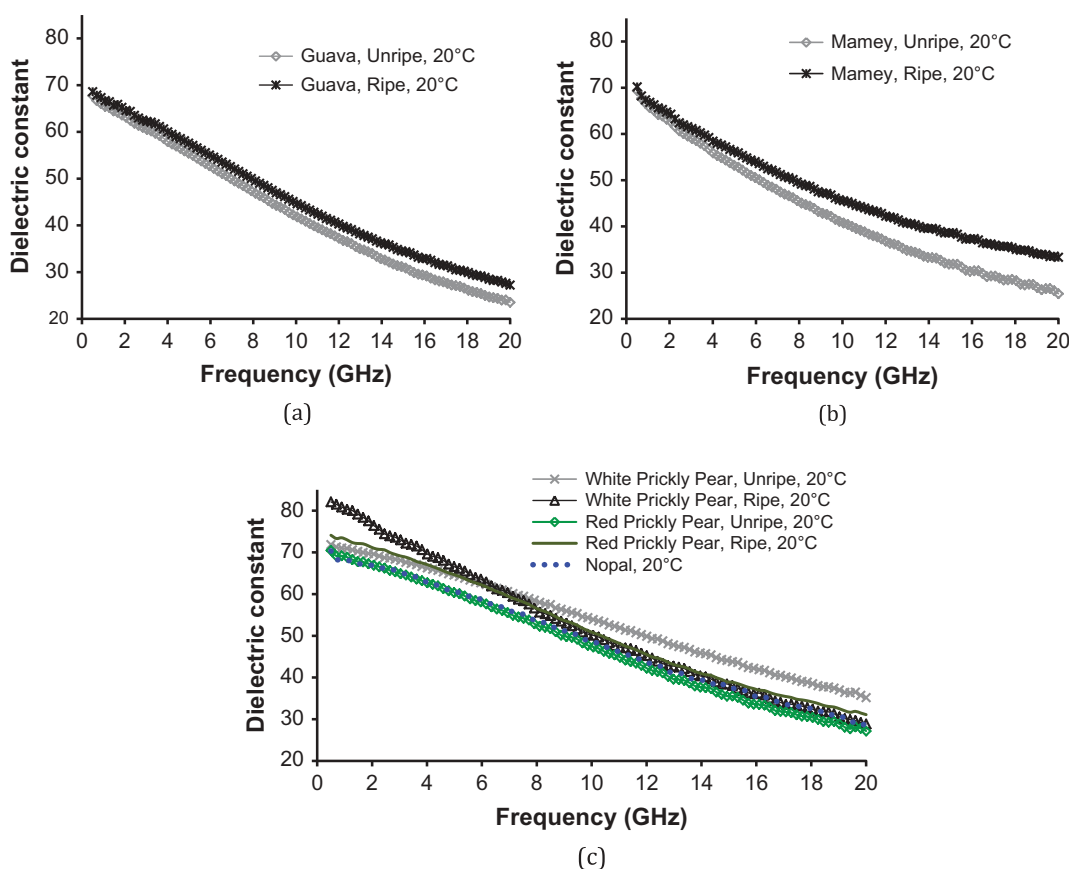 Guava, Unripe, 20°C
Guava, Ripe, 20°C
Dielectric constant
80
70
60
50
40
30
20
0 2 4 6 8 10 12 14 16 18 20
Frequency (GHz)
(a)
Mamey, Unripe, 20°C
Mamey, Ripe, 20°C
Dielectric constant
80
70
60
50
40
30
20
0 2 4 6 8 10 12 14 16 18 20
Frequency (GHz)
(b)
White Prickly Pear, Unripe, 20°C
White Prickly Pear, Ripe, 20°C
Red Prickly Pear, Unripe, 20°C
Red Prickly Pear, Ripe, 20°C
Nopal, 20°C
Dielectric constant
80
70
60
50
40
30
20
0 2 4 6 8 10 12 14 16 18 20
Frequency (GHz)
(c)